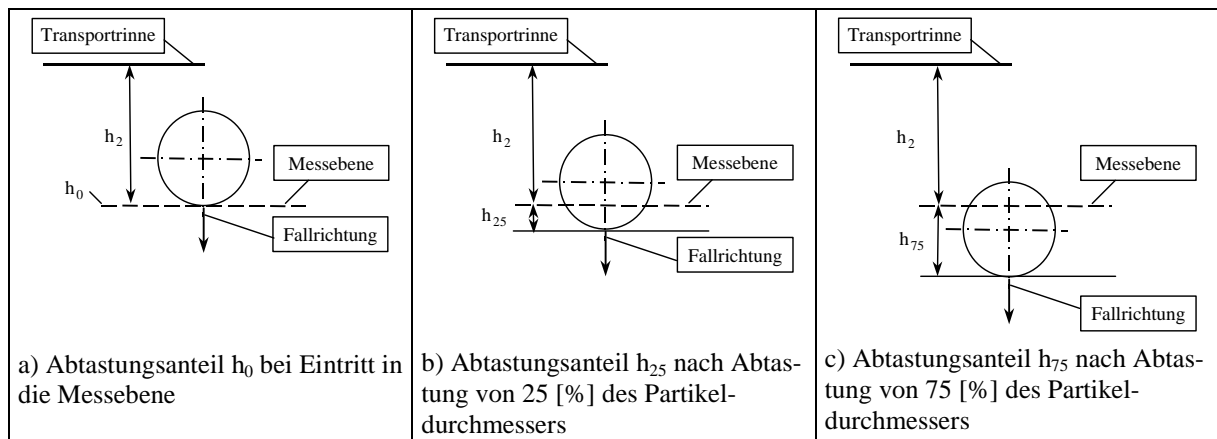 Transportrinne
h2
Messebene
h0
Fallrichtung
a) Abtastungsanteil h0 bei Eintritt in
die Messebene
Transportrinne
h2
Messebene
h25
Fallrichtung
b) Abtastungsanteil h25 nach Abtas-
tung von 25 [%] des Partikel-
durchmessers
Transportrinne
h2
Messebene
h75
Fallrichtung
c) Abtastungsanteil h75 nach Abtas-
tung von 75 [%] des Partikel-
durchmessers